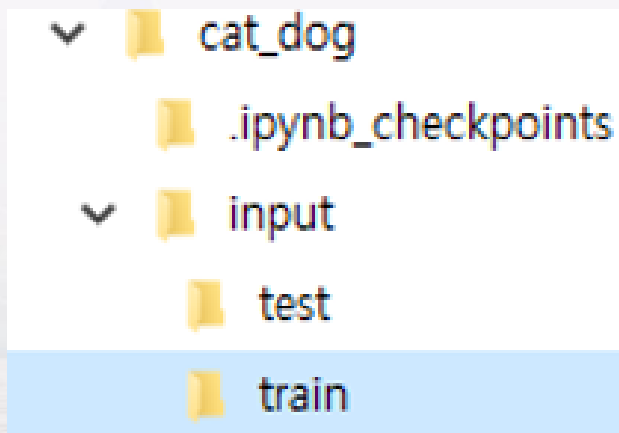 cat_dog
.ipynb_checkpoints
input
test
train